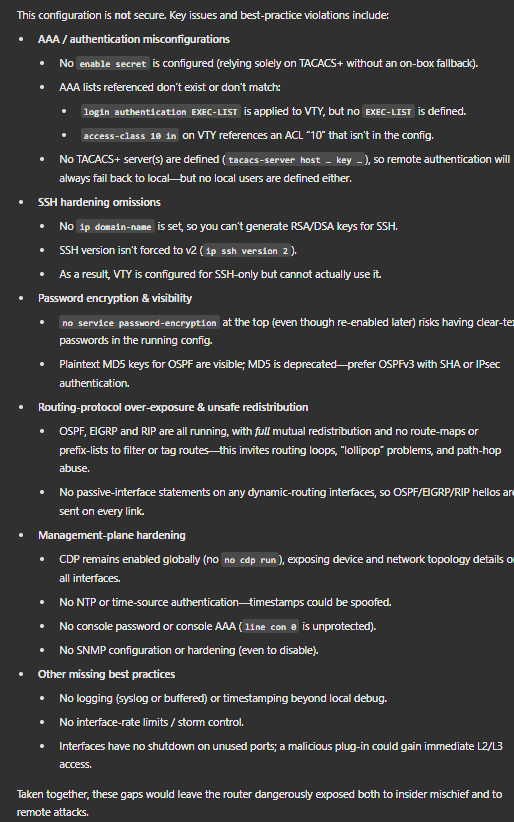 This configuration is not secure. Key issues and best-practice violations include:
AAA / authentication misconfigurations
No enable secret is configured (relying solely on TACACS+ without an on-box fallback).
AAA lists referenced don't exist or don't match:
login authentication EXEC-LIST is applied to VTY, but no EXEC-LIST is defined.
access-class 10 in on VTY references an ACL "10" that isn't in the config.
No TACACS+ server(s) are defined (tacacs-server host … key …), so remote authentication will
always fail back to local—but no local users are defined either.
SSH hardening omissions
No ip domain-name is set, so you can't generate RSA/DSA keys for SSH.
SSH version isn't forced to v2 (ip ssh version 2).
As a result, VTY is configured for SSH-only but cannot actually use it.
Password encryption & visibility
no service password-encryption at the top (even though re-enabled later) risks having clear-te
passwords in the running config.
Plaintext MD5 keys for OSPF are visible; MD5 is deprecated—prefer OSPFv3 with SHA or IPsec
authentication.
Routing-protocol over-exposure & unsafe redistribution
OSPF, EIGRP and RIP are all running, with full mutual redistribution and no route-maps or
prefix-lists to filter or tag routes—this invites routing loops, "lollipop" problems, and path-hop
abuse.
No passive-interface statements on any dynamic-routing interfaces, so OSPF/EIGRP/RIP hellos are
sent on every link.
Management-plane hardening
CDP remains enabled globally (no no cdp run), exposing device and network topology details o
all interfaces.
No NTP or time-source authentication—timestamps could be spoofed.
No console password or console AAA (line con 0 is unprotected).
No SNMP configuration or hardening (even to disable).
Other missing best practices
No logging (syslog or buffered) or timestamping beyond local debug.
No interface-rate limits / storm control.
Interfaces have no shutdown on unused ports; a malicious plug-in could gain immediate L2/L3
access.
Taken together, these gaps would leave the router dangerously exposed both to insider mischief and to
remote attacks.